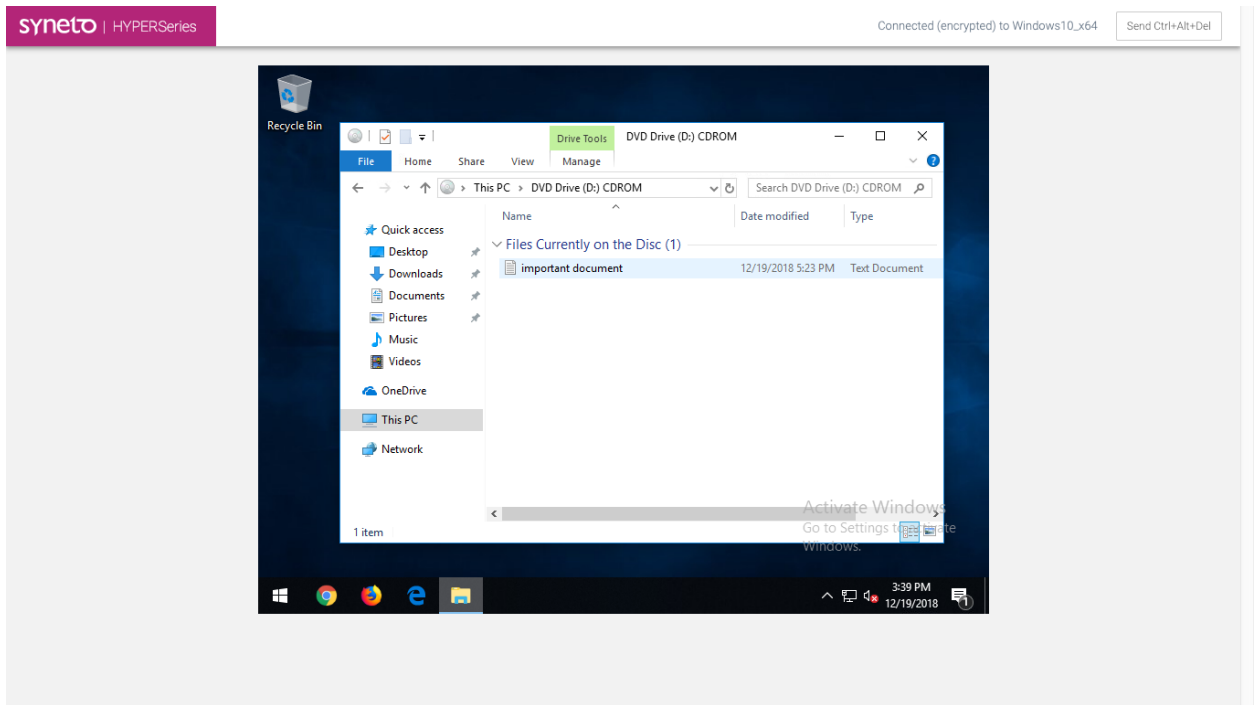 syneto | HYPERSeries
Connected (encrypted) to Windows10_x64
Send Ctrl+Alt+Del
Recycle Bin
Drive Tools
DVD Drive (D:) CDROM
File
Home
Share
View
Manage
This PC > DVD Drive (D:) CDROM
Search DVD Drive (D:) CDROM
Name
Date modified
Type
Quick access
Files Currently on the Disc (1)
Desktop
important document
12/19/2018 5:23 PM
Text Document
Downloads
Documents
Pictures
Music
Videos
OneDrive
This PC
Network
Activate Windows
Go to Settings to activate
Windows.
1 item
3:39 PM
12/19/2018
1